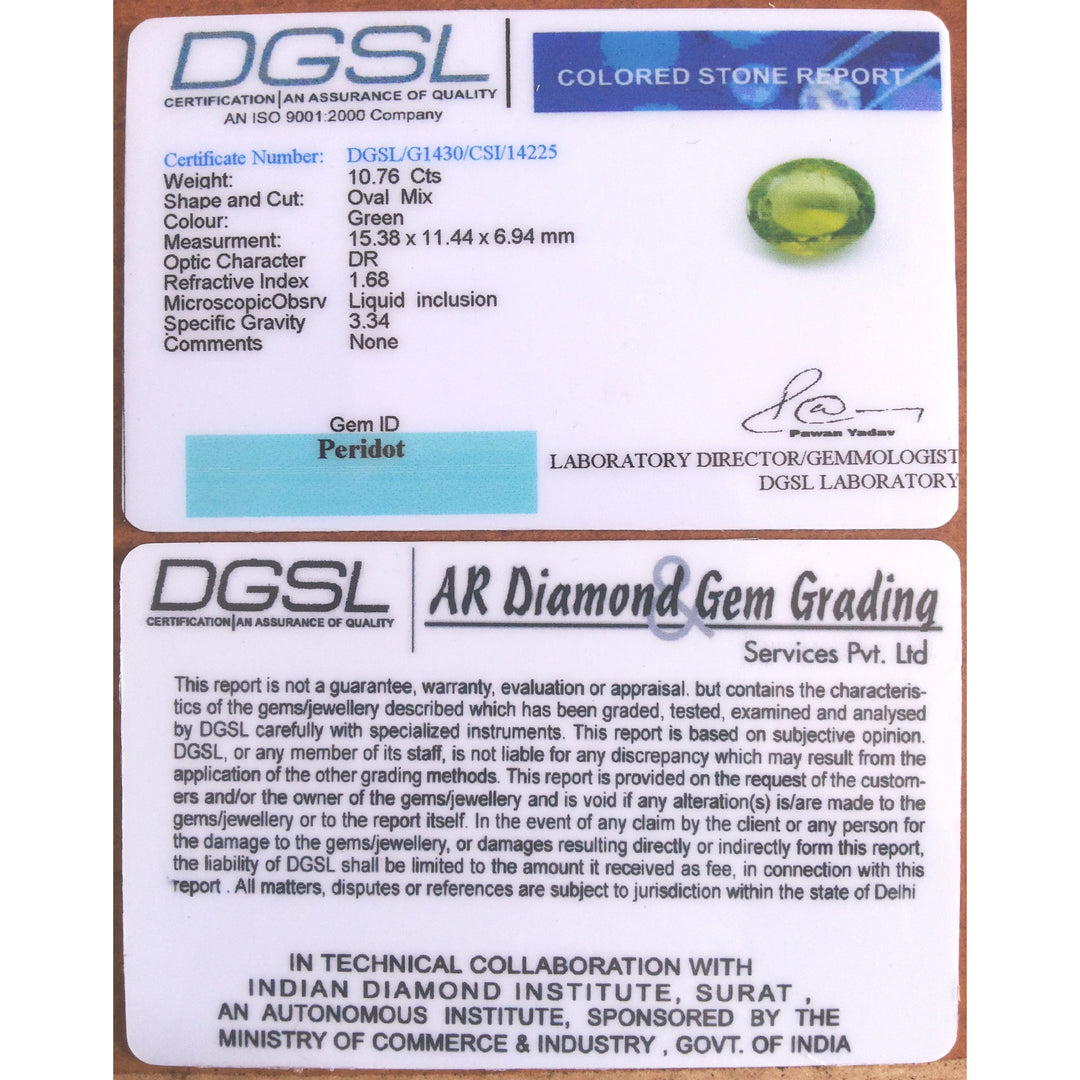 DGSL
CERTIFICATION|AN ASSURANCE OF QUALITY
AN ISO 9001:2000 Company
COLORED STONE REPORT
Certificate Number: DGSL/G1430/CSI/14225
Weight: 10.76 Cts
Shape and Cut: Oval Mix
Colour: Green
Measurment: 15.38 x 11.44 x 6.94 mm
Optic Character DR
Refractive Index 1.68
MicroscopicObsrv Liquid inclusion
Specific Gravity 3.34
Comments None
Gem ID
Peridot
Pawan Yadav
LABORATORY DIRECTOR/GEMMOLOGIST
DGSL LABORATORY
DGSL
CERTIFICATION|AN ASSURANCE OF QUALITY
AR Diamond & Gem Grading
Services Pvt. Ltd
This report is not a guarantee, warranty, evaluation or appraisal. but contains the characteris-
tics of the gems/jewellery described which has been graded, tested, examined and analysed
by DGSL carefully with specialized instruments. This report is based on subjective opinion.
DGSL, or any member of its staff, is not liable for any discrepancy which may result from the
application of the other grading methods. This report is provided on the request of the custom-
ers and/or the owner of the gems/jewellery and is void if any alteration(s) is/are made to the
gems/jewellery or to the report itself. In the event of any claim by the client or any person for
the damage to the gems/jewellery, or damages resulting directly or indirectly form this report,
the liability of DGSL shall be limited to the amount it received as fee, in connection with this
report . All matters, disputes or references are subject to jurisdiction within the state of Delhi
IN TECHNICAL COLLABORATION WITH
INDIAN DIAMOND INSTITUTE, SURAT ,
AN AUTONOMOUS INSTITUTE, SPONSORED BY THE
MINISTRY OF COMMERCE & INDUSTRY , GOVT. OF INDIA